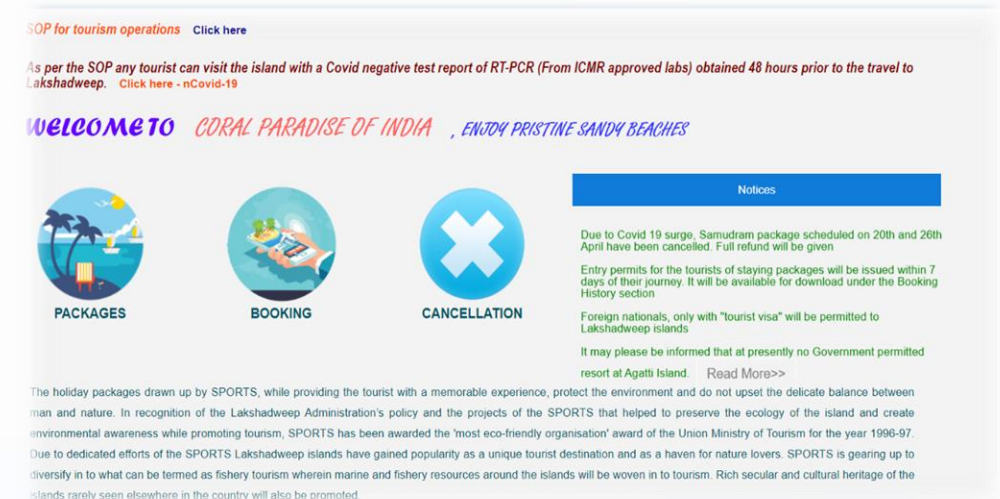 SOP for tourism operations Click here
As per the SOP any tourist can visit the island with a Covid negative test report of RT-PCR (From ICMR approved labs) obtained 48 hours prior to the travel to
Lakshadweep. Click here - nCovid-19
WELCOME TO CORAL PARADISE OF INDIA , ENJOY PRISTINE SANDY BEACHES
PACKAGES
BOOKING
CANCELLATION
Notices
Due to Covid 19 surge, Samudram package scheduled on 20th and 26th
April have been cancelled. Full refund will be given
Entry permits for the tourists of staying packages will be issued within 7
days of their journey. It will be available for download under the Booking
History section
Foreign nationals, only with "tourist visa" will be permitted to
Lakshadweep islands
It may please be informed that at presently no Government permitted
resort at Agatti Island. Read More>>
The holiday packages drawn up by SPORTS, while providing the tourist with a memorable experience, protect the environment and do not upset the delicate balance between
man and nature. In recognition of the Lakshadweep Administration's policy and the projects of the SPORTS that helped to preserve the ecology of the island and create
environmental awareness while promoting tourism, SPORTS has been awarded the 'most eco-friendly organisation' award of the Union Ministry of Tourism for the year 1996-97.
Due to dedicated efforts of the SPORTS Lakshadweep islands have gained popularity as a unique tourist destination and as a haven for nature lovers. SPORTS is gearing up to
diversify in to what can be termed as fishery tourism wherein marine and fishery resources around the islands will be woven in to tourism. Rich secular and cultural heritage of the
islands rarely seen elsewhere in the country will also be promoted.